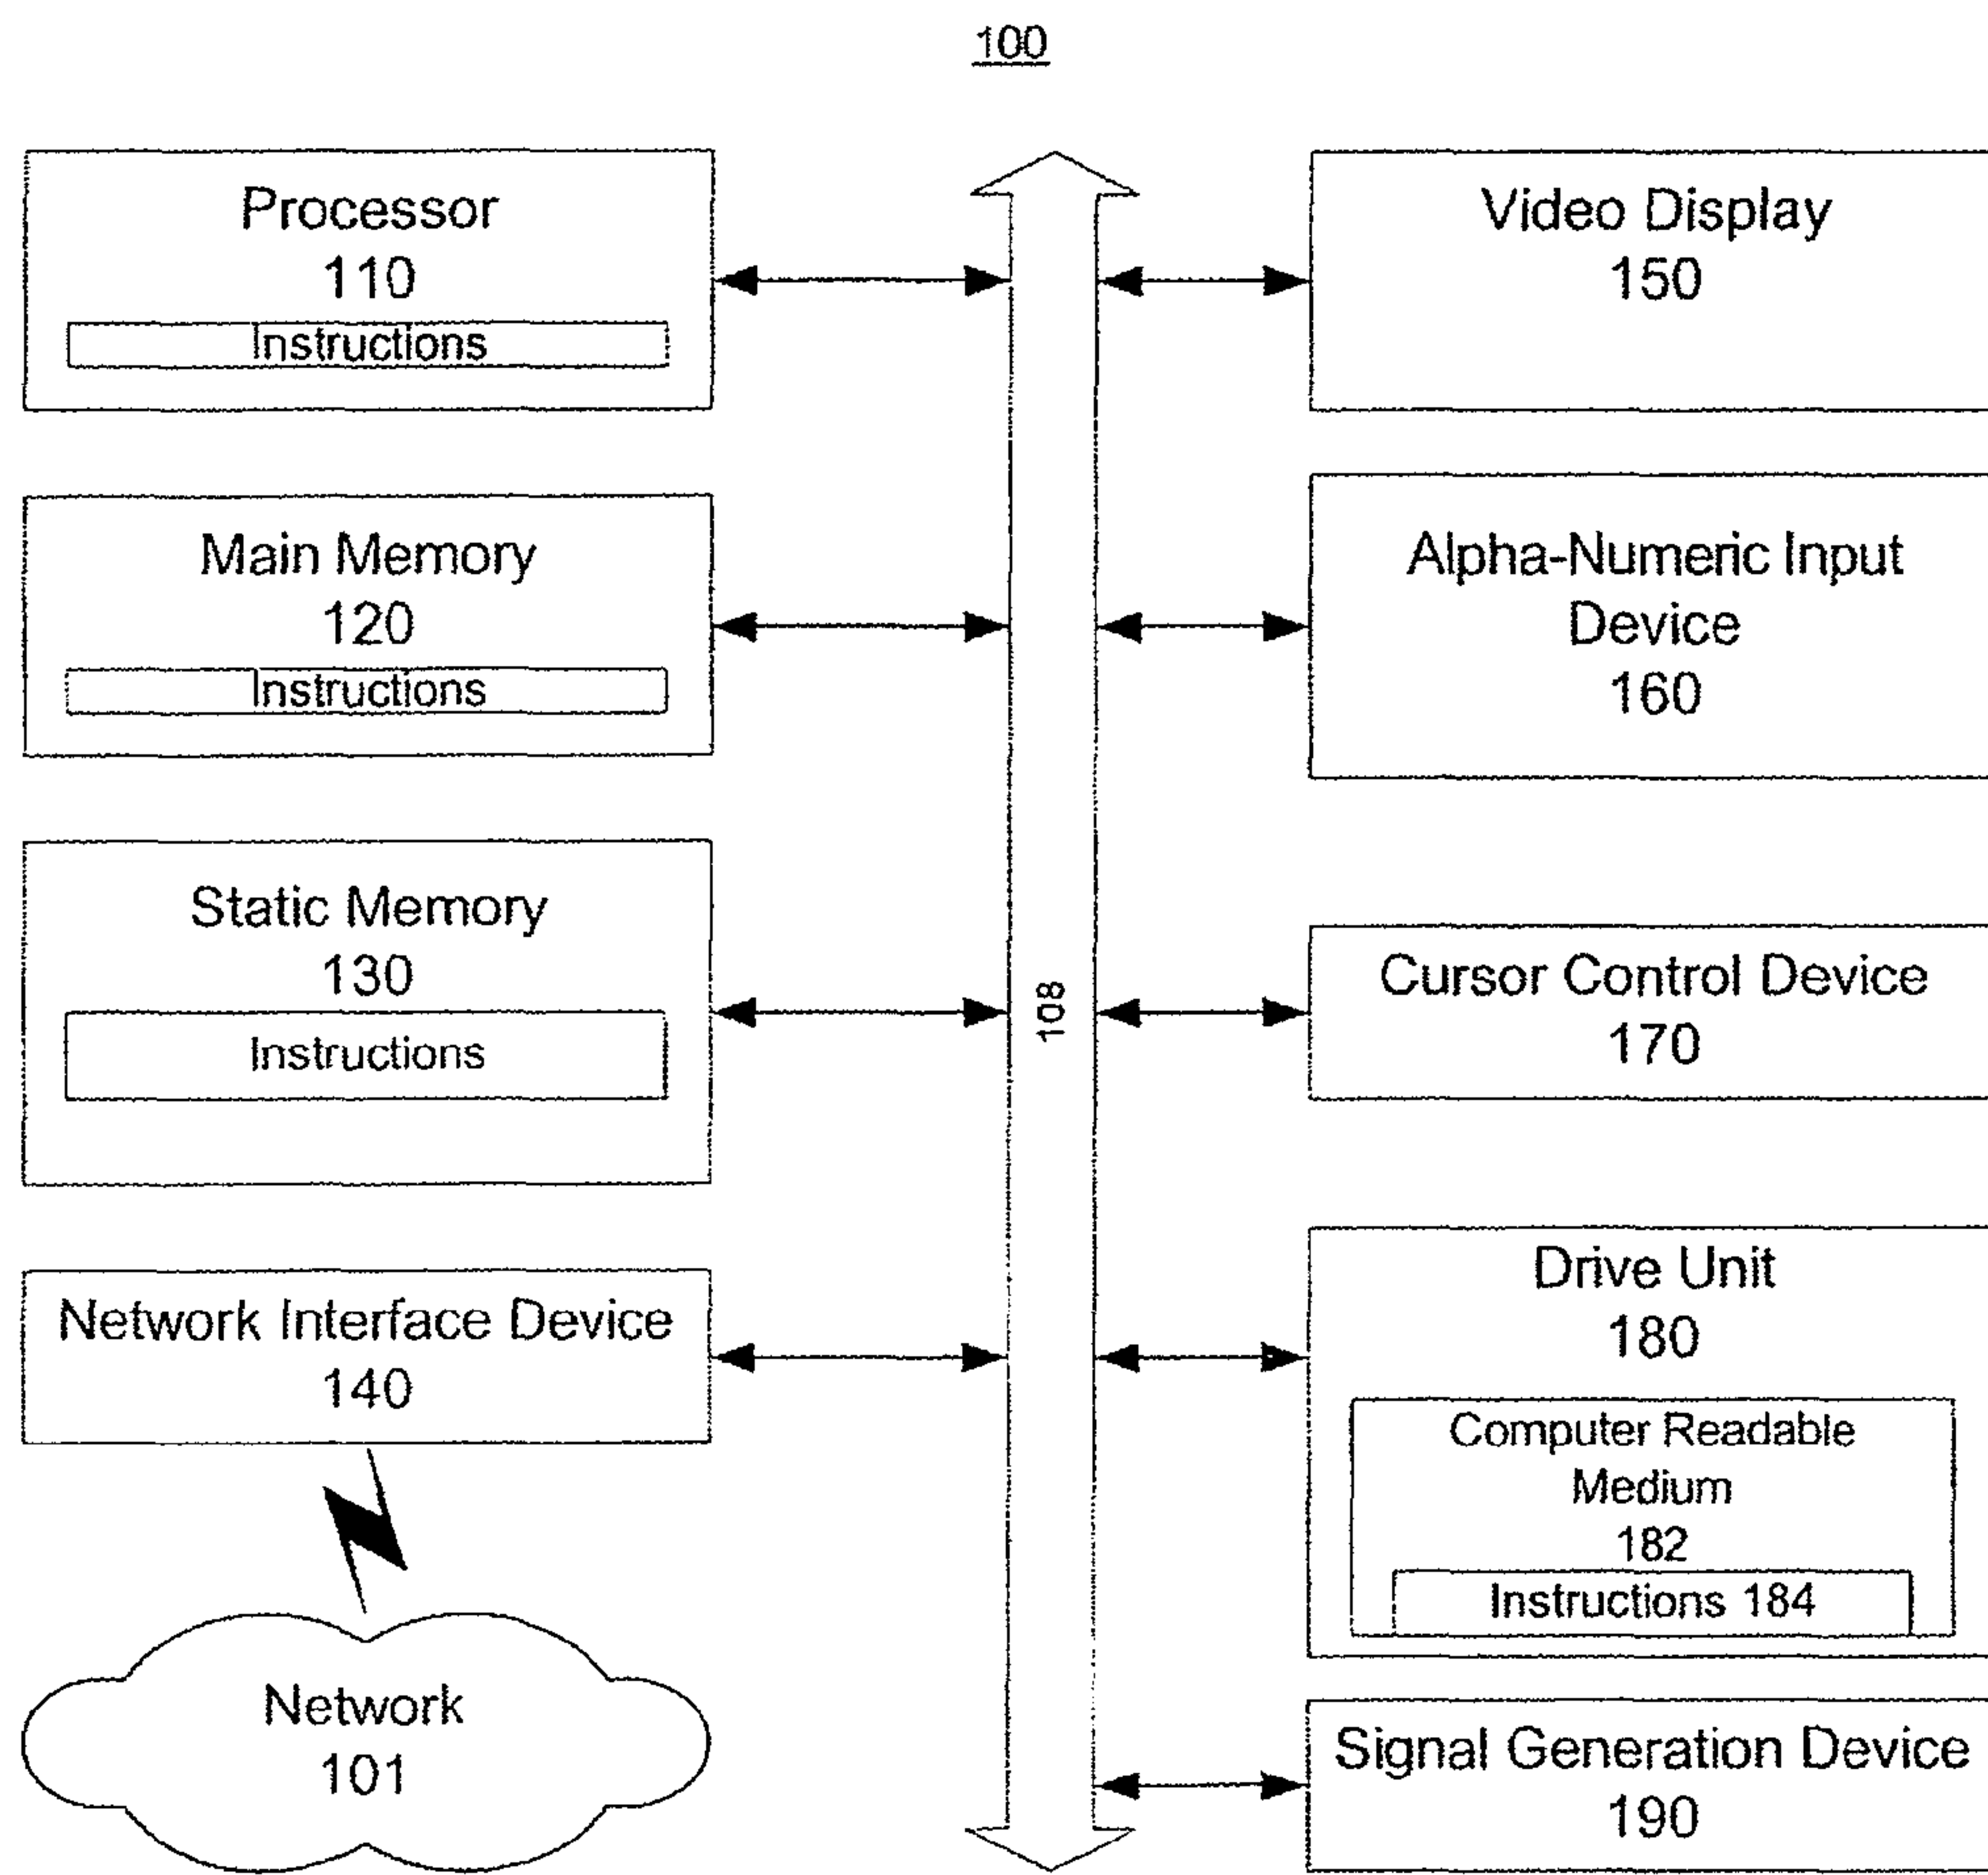 100
Processor
110
Instructions
Main Memory
120
Instructions
Static Memory
130
Instructions
Network Interface Device
140
Network
101
108
Video Display
150
Alpha-Numeric Input
Device
160
Cursor Control Device
170
Drive Unit
180
Computer Readable
Medium
182
Instructions 184
Signal Generation Device
190